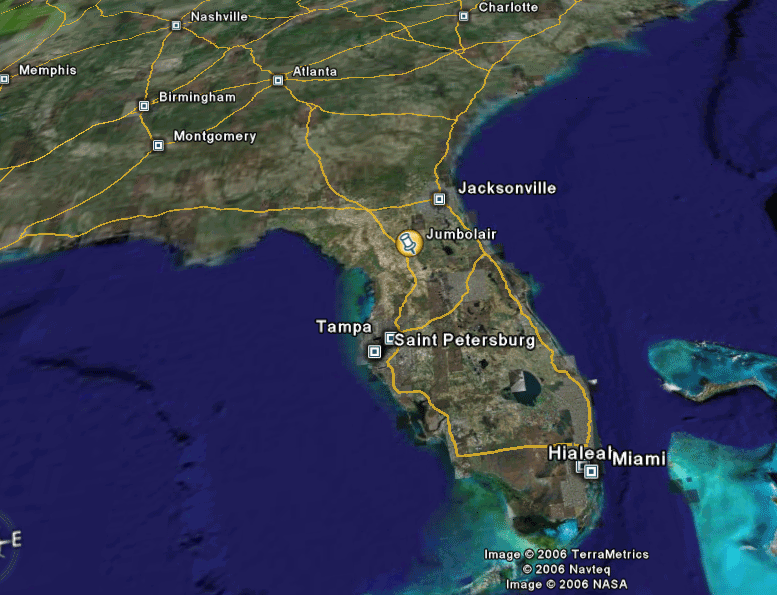 Charlotte
Nashville
Memphis
Atlanta
Birmingham
Montgomery
Jacksonville
Jumbolair
Tampa
Saint Petersburg
Hialeah
Miami
E
Image © 2006 TerraMetrics
© 2006 Navteq
Image © 2006 NASA